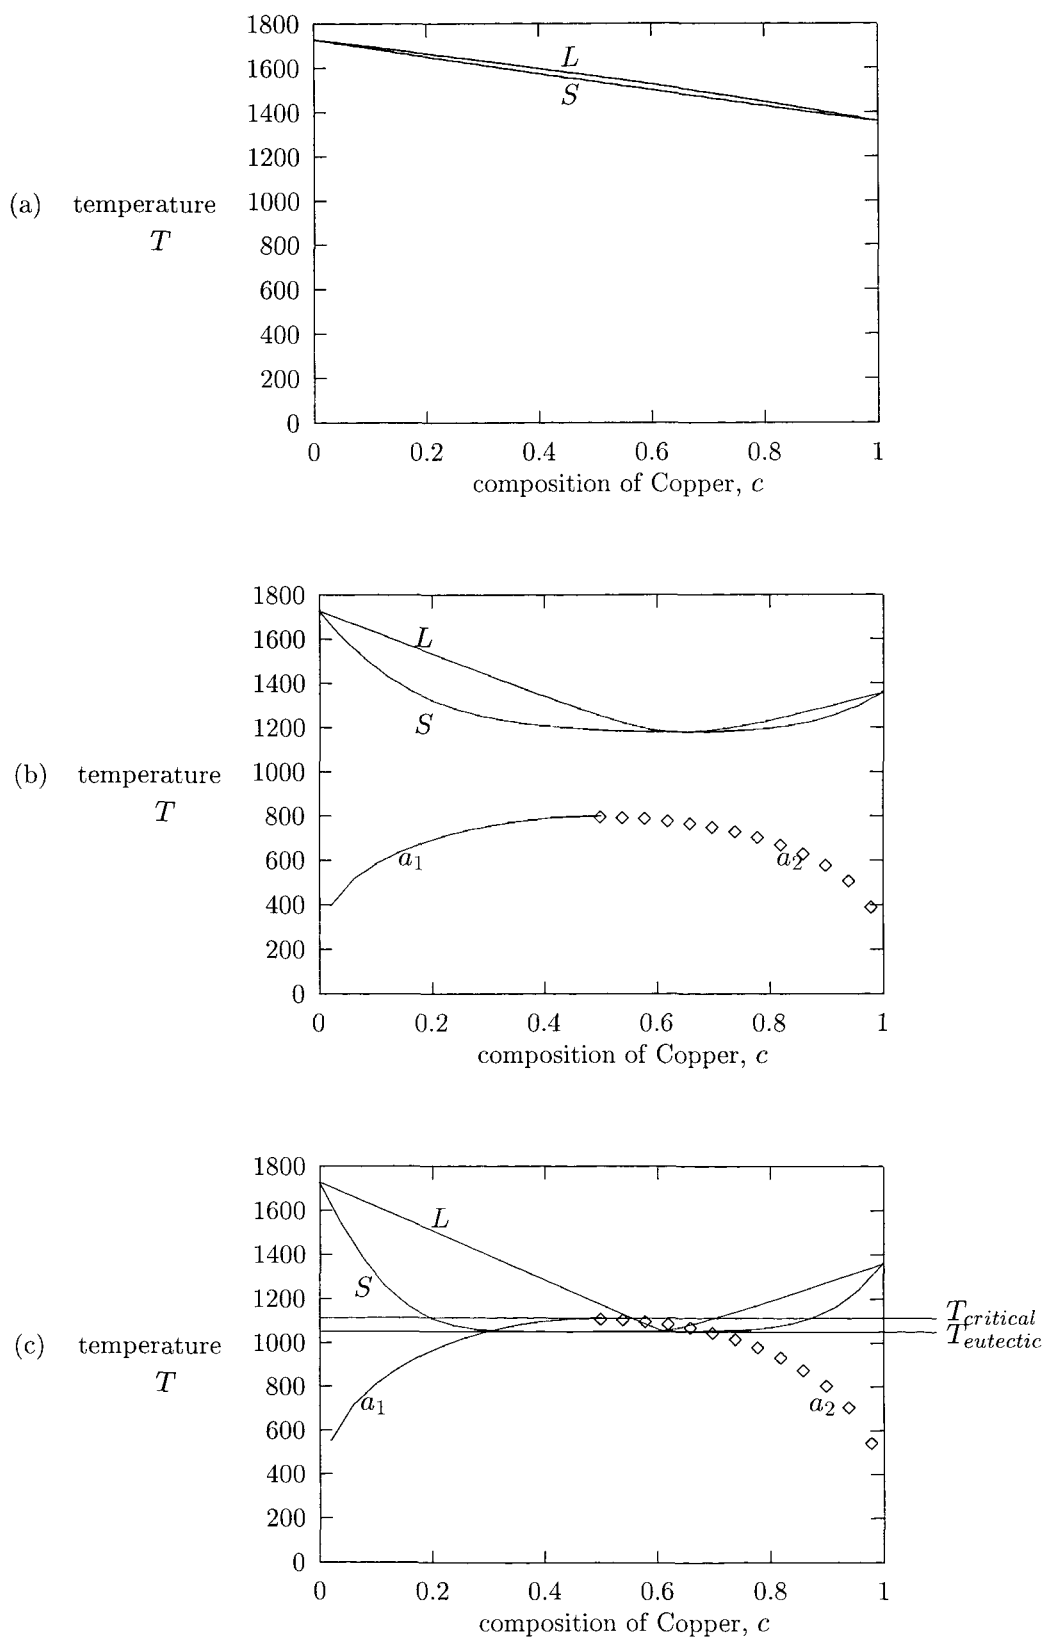 1800
1600
1400
1200
1000
800
600
400
200
0
L
S
(a) temperature
T
0 0.2 0.4 0.6 0.8 1
composition of Copper, c
1800
1600
1400
1200
1000
800
600
400
200
0
L
S
a1
a2
(b) temperature
T
0 0.2 0.4 0.6 0.8 1
composition of Copper, c
1800
1600
1400
1200
1000
800
600
400
200
0
L
S
Tcritical
Teutectic
a1
a2
(c) temperature
T
0 0.2 0.4 0.6 0.8 1
composition of Copper, c